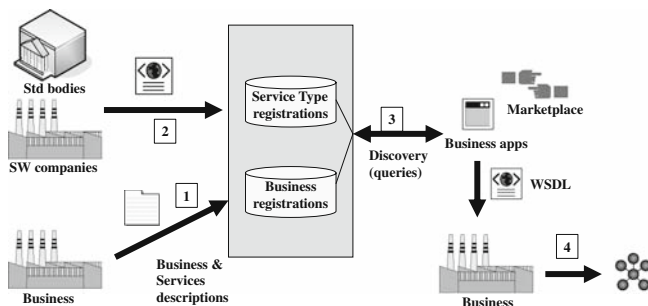 Std bodies
SW companies
2
Service Type
registrations
3
Discovery
(queries)
Marketplace
Business apps
Business
registrations
1
WSDL
Business &
Services
descriptions
Business
4
Business